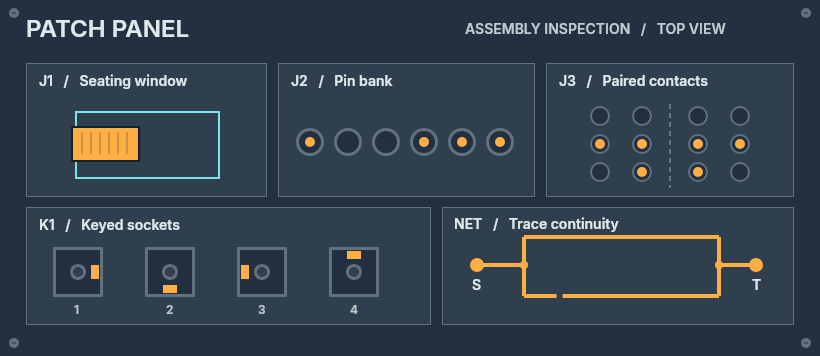 PATCH PANEL
ASSEMBLY INSPECTION / TOP VIEW
J1 / Seating window
J2 / Pin bank
J3 / Paired contacts
K1 / Keyed sockets
1 2 3 4
NET / Trace continuity
S T